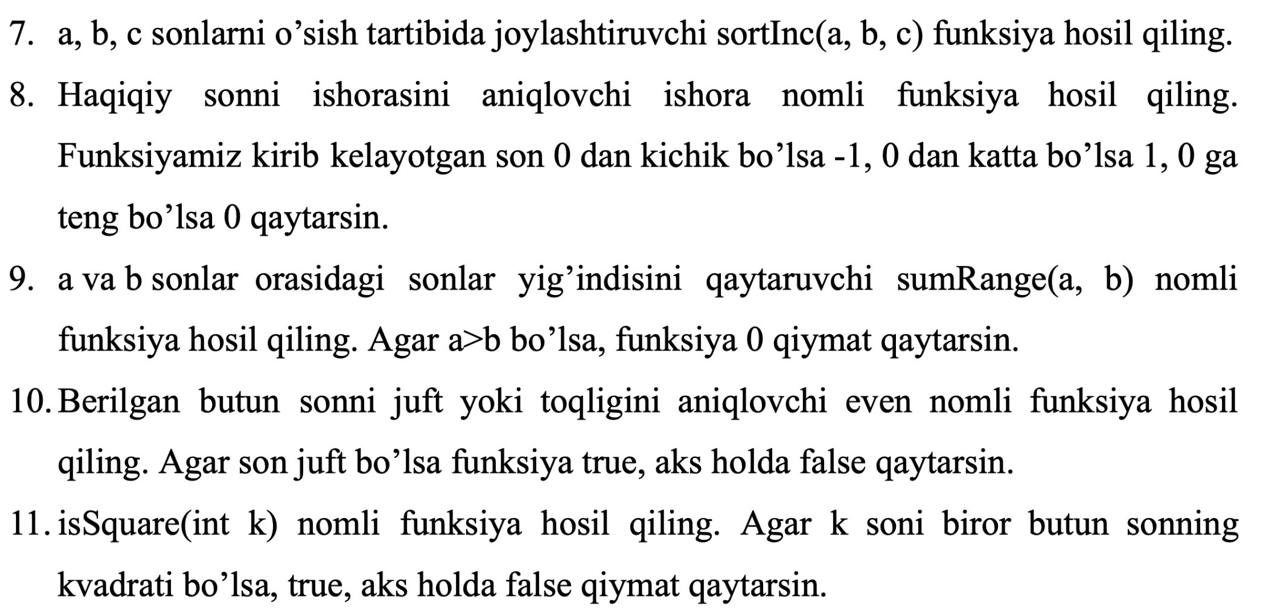 7. a, b, c sonlarni o’sish tartibida joylashtiruvchi sortInc(a, b, c) funksiya hosil qiling.
8. Haqiqiy sonni ishorasini aniqlovchi ishora nomli funksiya hosil qiling.
Funksiyamiz kirib kelayotgan son 0 dan kichik bo’lsa -1, 0 dan katta bo’lsa 1, 0 ga
teng bo’lsa 0 qaytarsin.
9. a va b sonlar orasidagi sonlar yig’indisini qaytaruvchi sumRange(a, b) nomli
funksiya hosil qiling. Agar a>b bo’lsa, funksiya 0 qiymat qaytarsin.
10. Berilgan butun sonni juft yoki toqligini aniqlovchi even nomli funksiya hosil
qiling. Agar son juft bo’lsa funksiya true, aks holda false qaytarsin.
11. isSquare(int k) nomli funksiya hosil qiling. Agar k soni biror butun sonning
kvadrati bo’lsa, true, aks holda false qiymat qaytarsin.